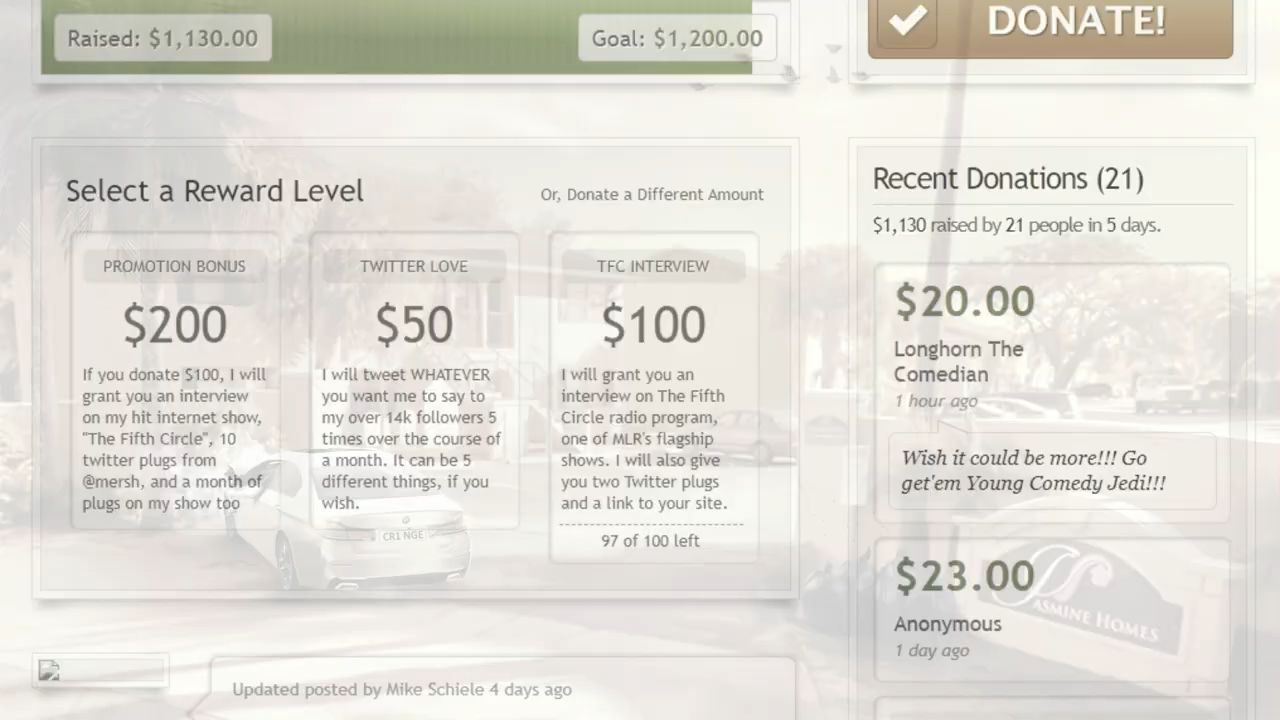 Raised: $1,130.00
Goal: $1,200.00
DONATE!
Select a Reward Level
Or, Donate a Different Amount
PROMOTION BONUS
$200
If you donate $100, I will
grant you an interview
on my hit internet show,
"The Fifth Circle", 10
twitter plugs from
@mersh, and a month of
plugs on my show too
TWITTER LOVE
$50
I will tweet WHATEVER
you want me to say to
my over 14k followers 5
times over the course of
a month. It can be 5
different things, if you
wish.
TFC INTERVIEW
$100
I will grant you an
interview on The Fifth
Circle radio program,
one of MLR's flagship
shows. I will also give
you two Twitter plugs
and a link to your site.
97 of 100 left
CR1 NGE
Updated posted by Mike Schiele 4 days ago
Recent Donations (21)
$1,130 raised by 21 people in 5 days.
$20.00
Longhorn The
Comedian
1 hour ago
Wish it could be more!!! Go
get'em Young Comedy Jedi!!!
$23.00
Anonymous
1 day ago
JASMINE HOMES